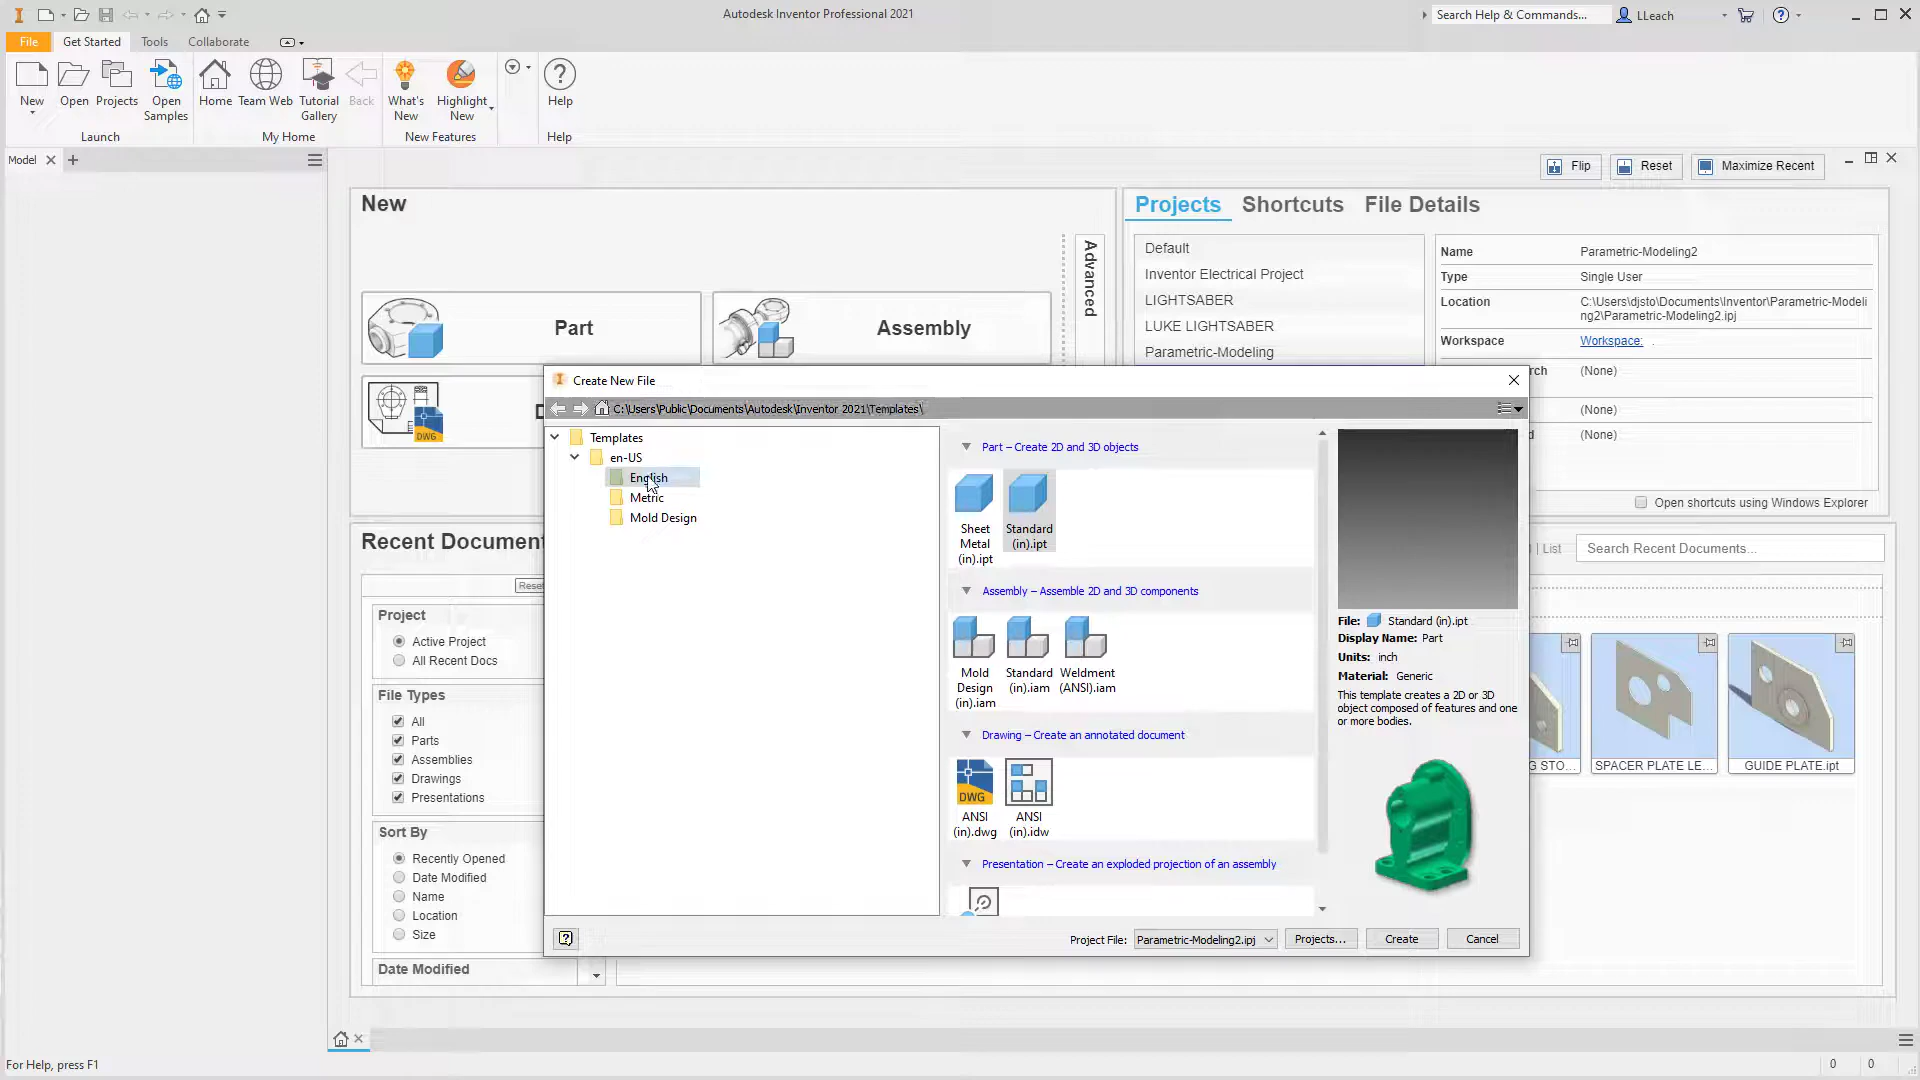 Autodesk Inventor Professional 2021
Search Help & Commands...
LLeach
File
Get Started
Tools
Collaborate
New
Open
Projects
Open Samples
Home
Team Web
Tutorial Gallery
Back
What's New
Highlight New
Help
Launch
My Home
New Features
Help
Model
Flip
Reset
Maximize Recent
New
Part
Assembly
Advanced
DWG
Projects
Shortcuts
File Details
Default
Inventor Electrical Project
LIGHTSABER
LUKE LIGHTSABER
Parametric-Modeling
Name Parametric-Modeling2
Type Single User
Location C:\Users\djsto\Documents\Inventor\Parametric-Modeli
ng2\Parametric-Modeling2.ipj
Workspace Workspace: .
rch (None)
(None)
d (None)
Open shortcuts using Windows Explorer
Create New File
C:\Users\Public\Documents\Autodesk\Inventor 2021\Templates\
Templates
en-US
English
Metric
Mold Design
Part – Create 2D and 3D objects
Sheet Metal (in).ipt
Standard (in).ipt
Assembly – Assemble 2D and 3D components
Mold Design (in).iam
Standard (in).iam
Weldment (ANSI).iam
Drawing – Create an annotated document
DWG
ANSI (in).dwg
ANSI (in).idw
Presentation – Create an exploded projection of an assembly
File: Standard (in).ipt
Display Name: Part
Units: inch
Material: Generic
This template creates a 2D or 3D
object composed of features and one
or more bodies.
Project File: Parametric-Modeling2.ipj
Projects...
Create
Cancel
Recent Document
Reset
Project
Active Project
All Recent Docs
File Types
All
Parts
Assemblies
Drawings
Presentations
Sort By
Recently Opened
Date Modified
Name
Location
Size
Date Modified
List
Search Recent Documents...
G STO...
SPACER PLATE LE...
GUIDE PLATE.ipt
For Help, press F1
0 0